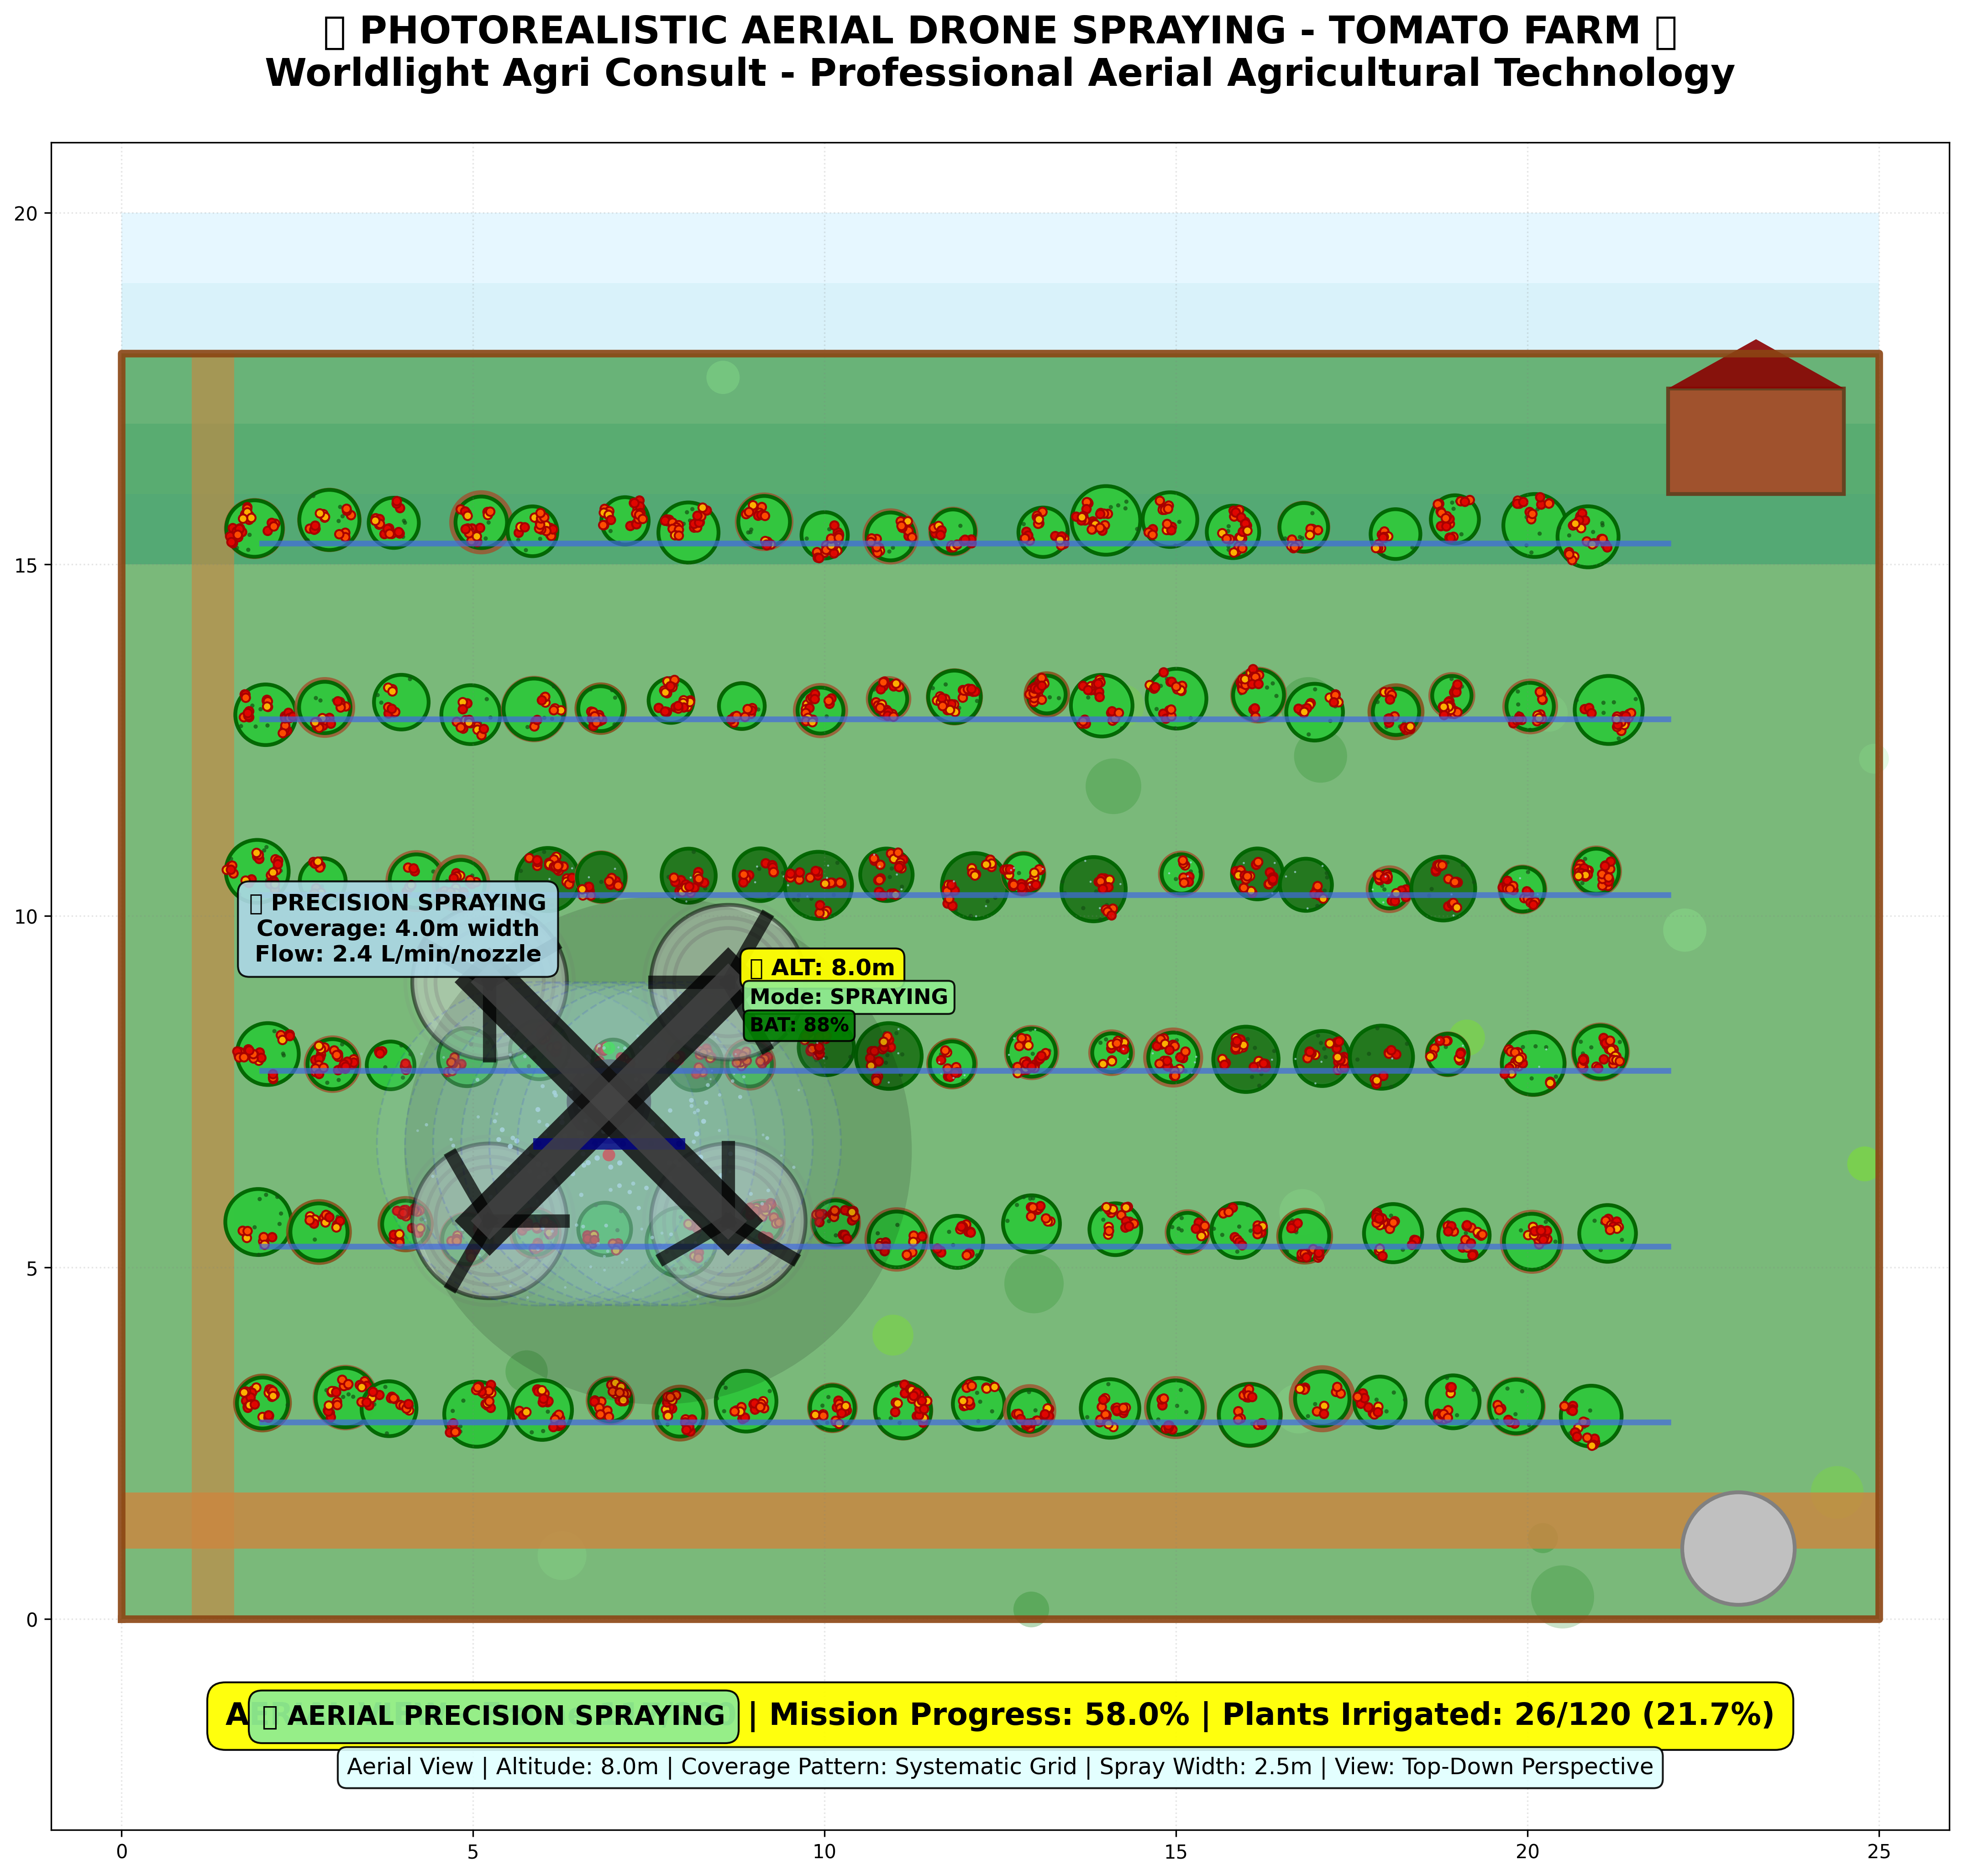 PHOTOREALISTIC AERIAL DRONE SPRAYING - TOMATO FARM
Worldlight Agri Consult - Professional Aerial Agricultural Technology
20
15
10
5
0
PRECISION SPRAYING
Coverage: 4.0m width
Flow: 2.4 L/min/nozzle
ALT: 8.0m
Mode: SPRAYING
BAT: 88%
AERIAL PRECISION SPRAYING
| Mission Progress: 58.0% | Plants Irrigated: 26/120 (21.7%)
Aerial View | Altitude: 8.0m | Coverage Pattern: Systematic Grid | Spray Width: 2.5m | View: Top-Down Perspective
0 5 10 15 20 25